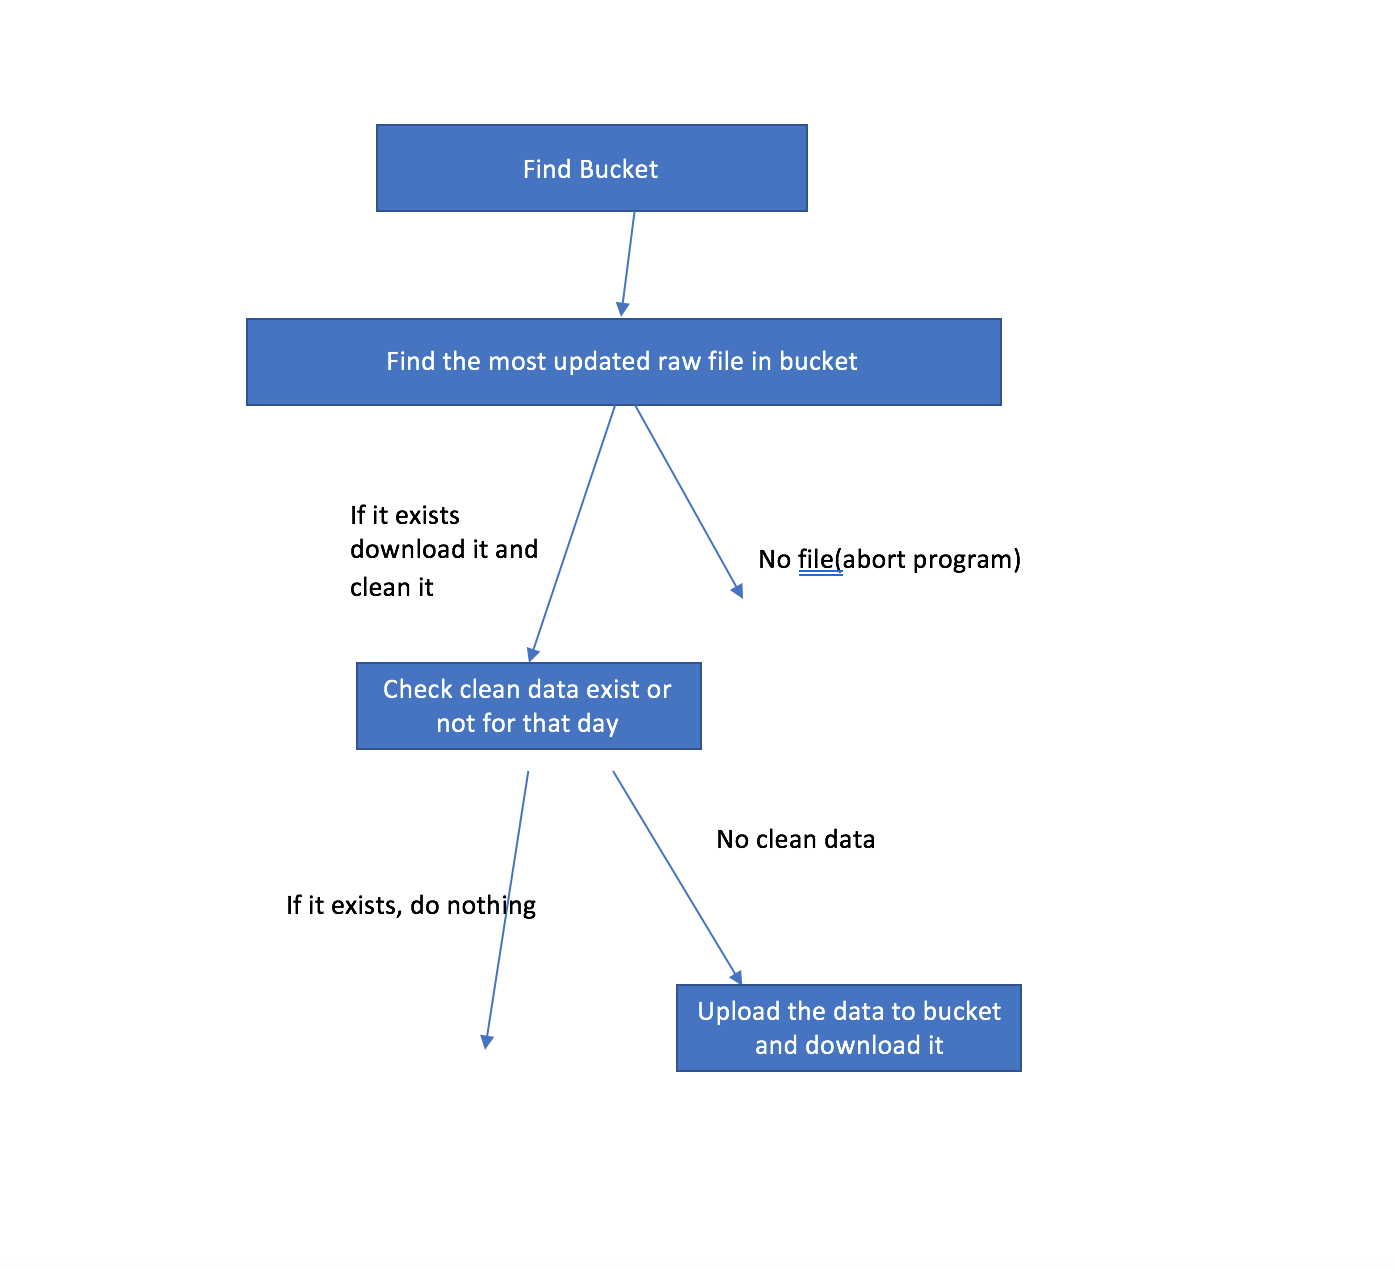 Find Bucket
Find the most updated raw file in bucket
If it exists
download it and
clean it
No file(abort program)
Check clean data exist or
not for that day
No clean data
If it exists, do nothing
Upload the data to bucket
and download it